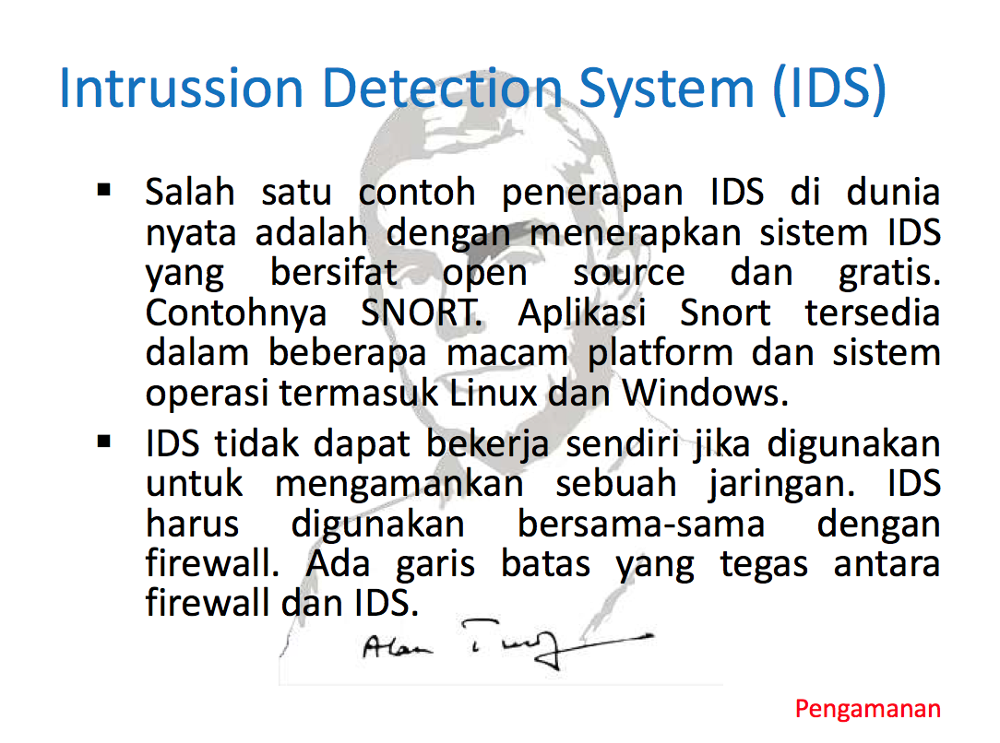 Intrussion Detection System (IDS)
▪ Salah satu contoh penerapan IDS di dunia
nyata adalah dengan menerapkan sistem IDS
yang bersifat open source dan gratis.
Contohnya SNORT. Aplikasi Snort tersedia
dalam beberapa macam platform dan sistem
operasi termasuk Linux dan Windows.
▪ IDS tidak dapat bekerja sendiri jika digunakan
untuk mengamankan sebuah jaringan. IDS
harus digunakan bersama-sama dengan
firewall. Ada garis batas yang tegas antara
firewall dan IDS.
Alan Turing
Pengamanan